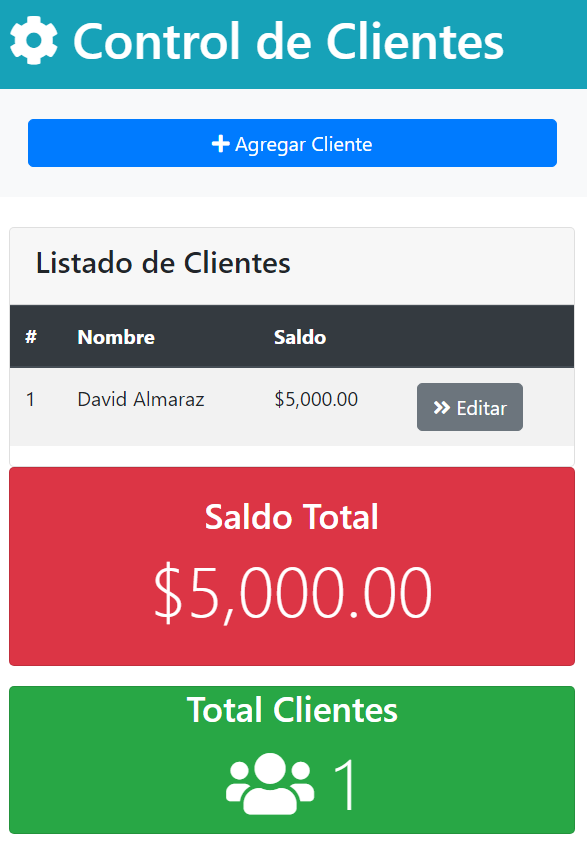 Control de Clientes
Agregar Cliente
Listado de Clientes
# Nombre Saldo
1 David Almaraz $5,000.00 Editar
Saldo Total
$5,000.00
Total Clientes
1